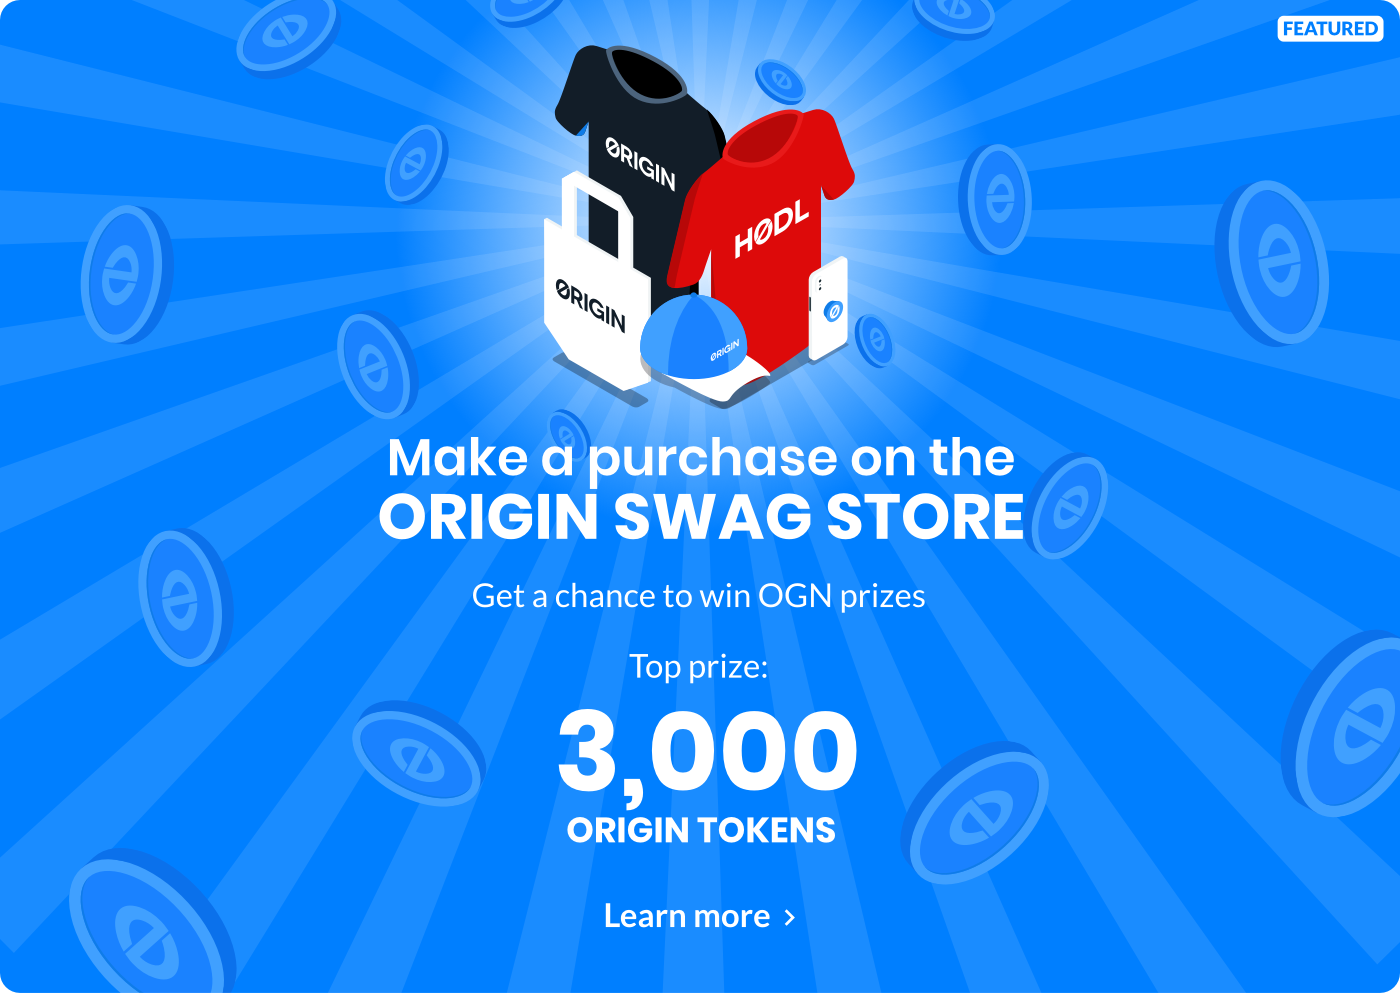 FEATURED
ØRIGIN
HØDL
ØRIGIN
ØRIGIN
Make a purchase on the
ORIGIN SWAG STORE
Get a chance to win OGN prizes
Top prize:
3,000
ORIGIN TOKENS
Learn more >